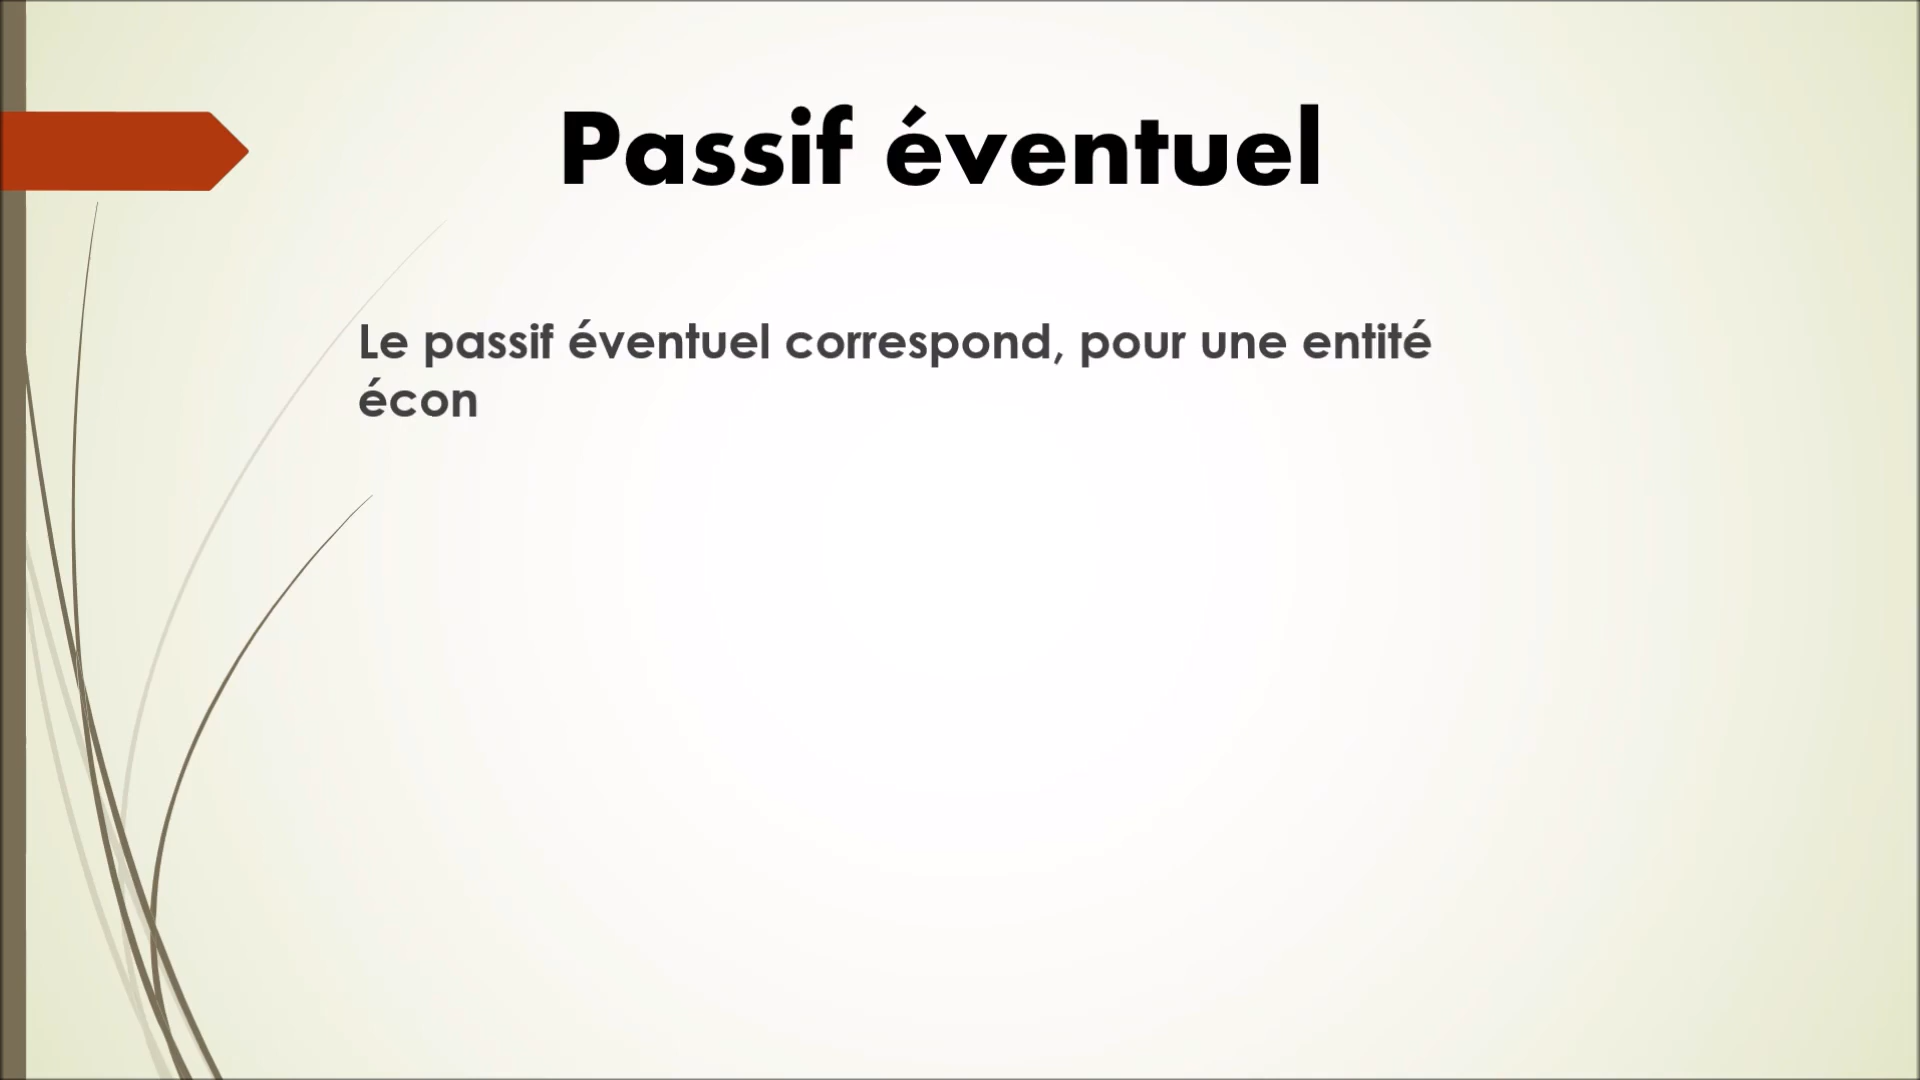 Passif éventuel
Le passif éventuel correspond, pour une entité
écon